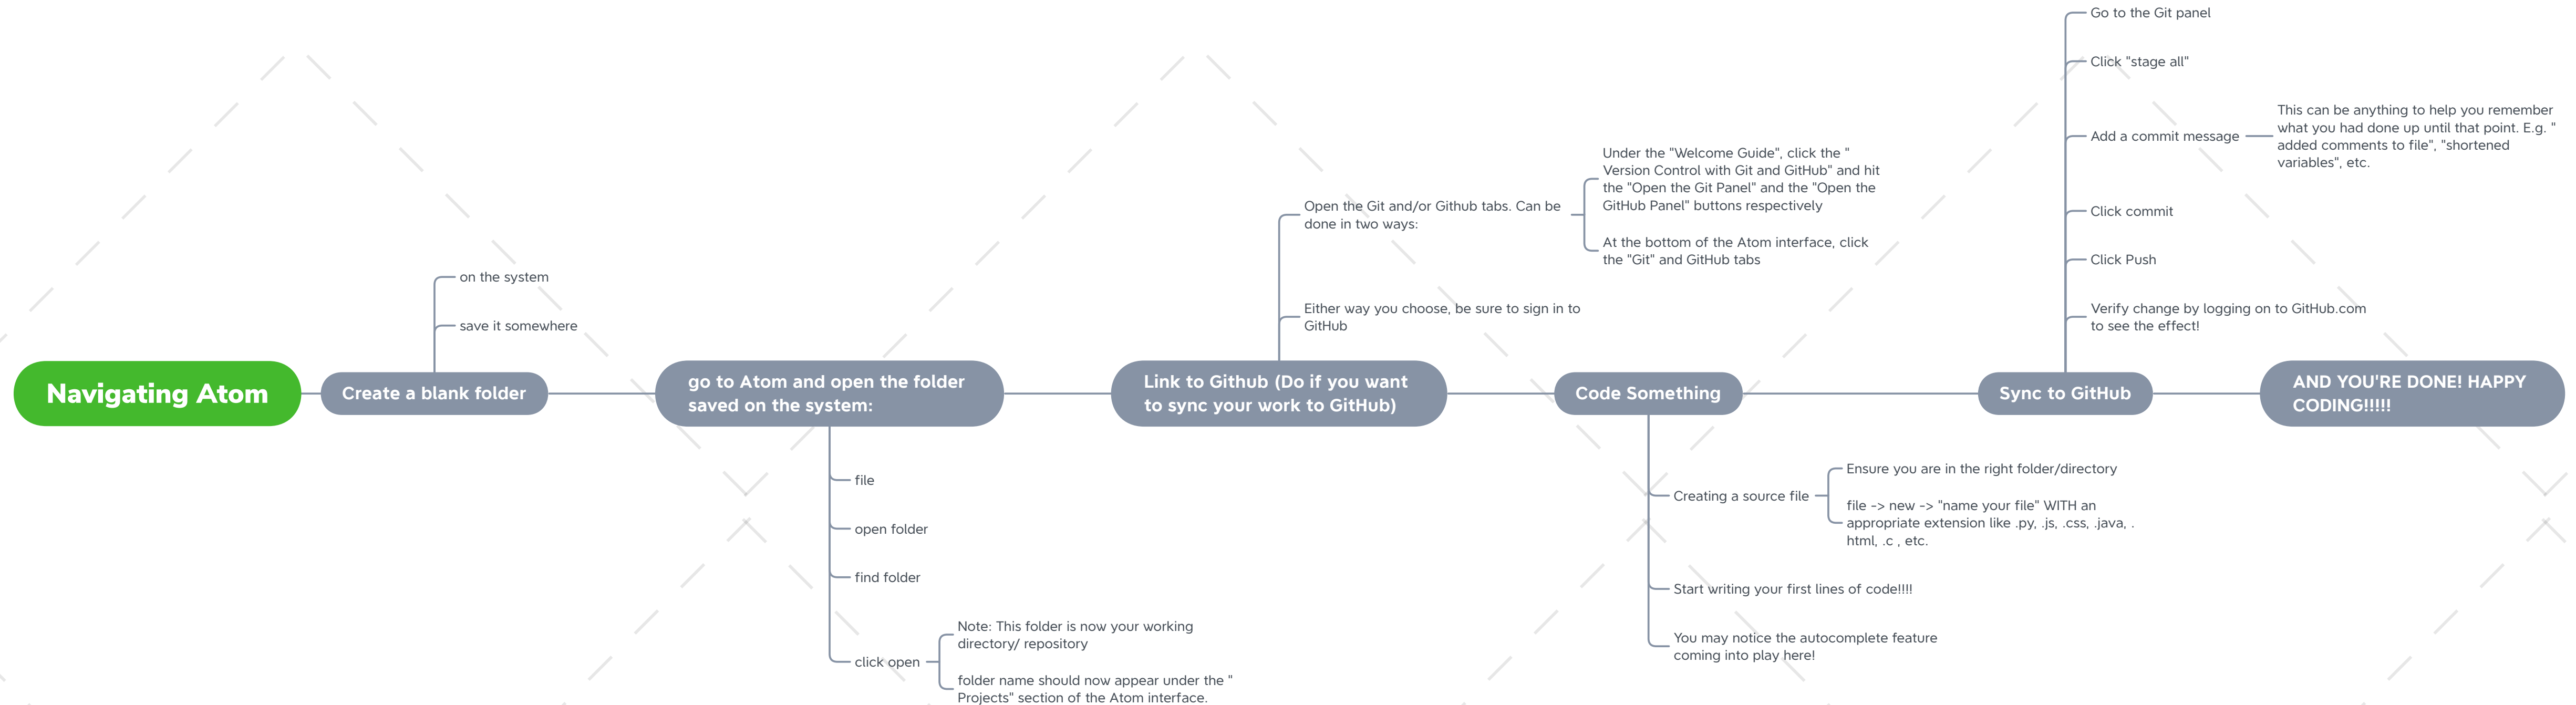 Navigating Atom
Create a blank folder
on the system
save it somewhere
go to Atom and open the folder
saved on the system:
file
open folder
find folder
click open
Note: This folder is now your working
directory/ repository
folder name should now appear under the "
Projects" section of the Atom interface.
Link to Github (Do if you want
to sync your work to GitHub)
Open the Git and/or Github tabs. Can be
done in two ways:
Under the "Welcome Guide", click the "
Version Control with Git and GitHub" and hit
the "Open the Git Panel" and the "Open the
GitHub Panel" buttons respectively
At the bottom of the Atom interface, click
the "Git" and GitHub tabs
Either way you choose, be sure to sign in to
GitHub
Code Something
Creating a source file
Ensure you are in the right folder/directory
file -> new -> "name your file" WITH an
appropriate extension like .py, .js, .css, .java, .
html, .c , etc.
Start writing your first lines of code!!!!
You may notice the autocomplete feature
coming into play here!
Sync to GitHub
Go to the Git panel
Click "stage all"
Add a commit message
This can be anything to help you remember
what you had done up until that point. E.g. "
added comments to file", "shortened
variables", etc.
Click commit
Click Push
Verify change by logging on to GitHub.com
to see the effect!
AND YOU'RE DONE! HAPPY
CODING!!!!!